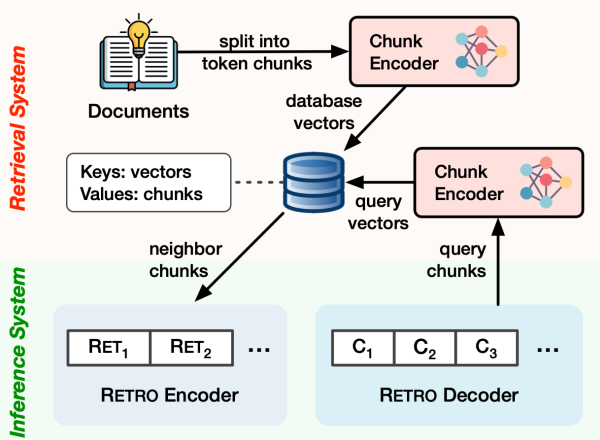 Retrieval System
split into
token chunks
Chunk
Encoder
Documents
database
vectors
Keys: vectors
Values: chunks
query
vectors
Chunk
Encoder
neighbor
chunks
query
chunks
Inference System
RET1 RET2 ...
RETRO Encoder
C1 C2 C3 ...
RETRO Decoder